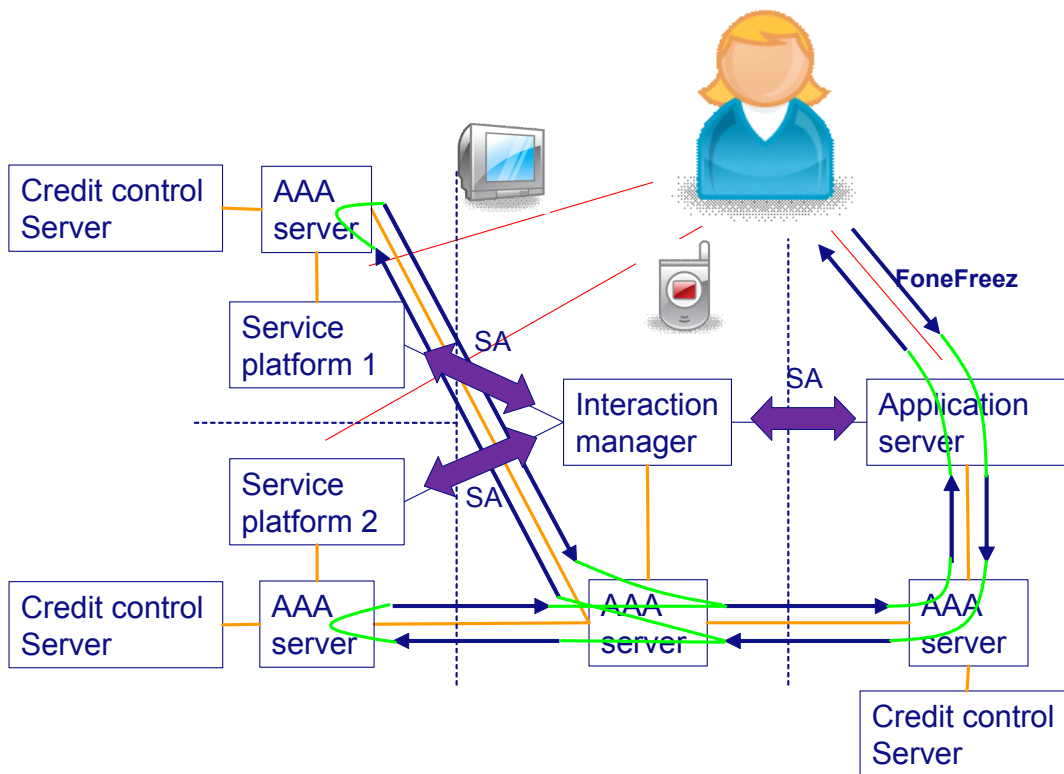 Credit control
Server
AAA
server
FoneFreez
Service
platform 1
SA
Interaction
manager
SA
Application
server
Service
platform 2
SA
Credit control
Server
AAA
server
AAA
server
AAA
server
Credit control
Server